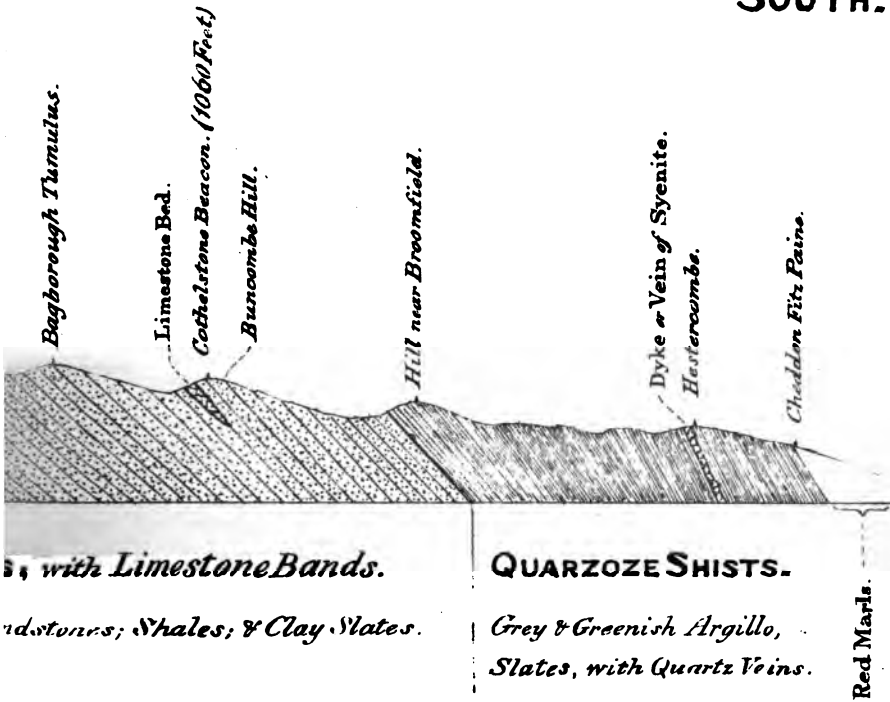 SOUTH.
Bagborough Tumulus.
Limestone Bed.
Cothelstone Beacon. (1060 Feet)
Buncombe Hill.
Hill near Broomfield.
Dyke or Vein of Syenite.
Hestercombe.
Cheddon Fitz Paine.
s, with Limestone Bands.
ndstones; Shales; & Clay Slates.
QUARZOZE SHISTS.
Grey & Greenish Argillo,
Slates, with Quartz Veins.
Red Marls.